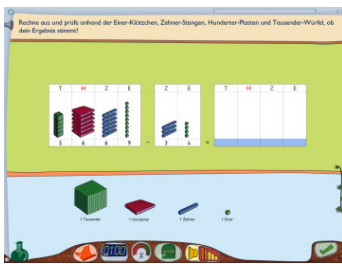 Rechne aus und prüfe anhand der Einer-Klötzchen, Zehner-Stangen, Hunderter-Platten und Tausender-Würfel, ob
dein Ergebnis stimmt!
T H Z E Z E T H Z E
5 6 6 9 - 3 6 =
1 Tausender 1 Hunderter 1 Zehner 1 Einer